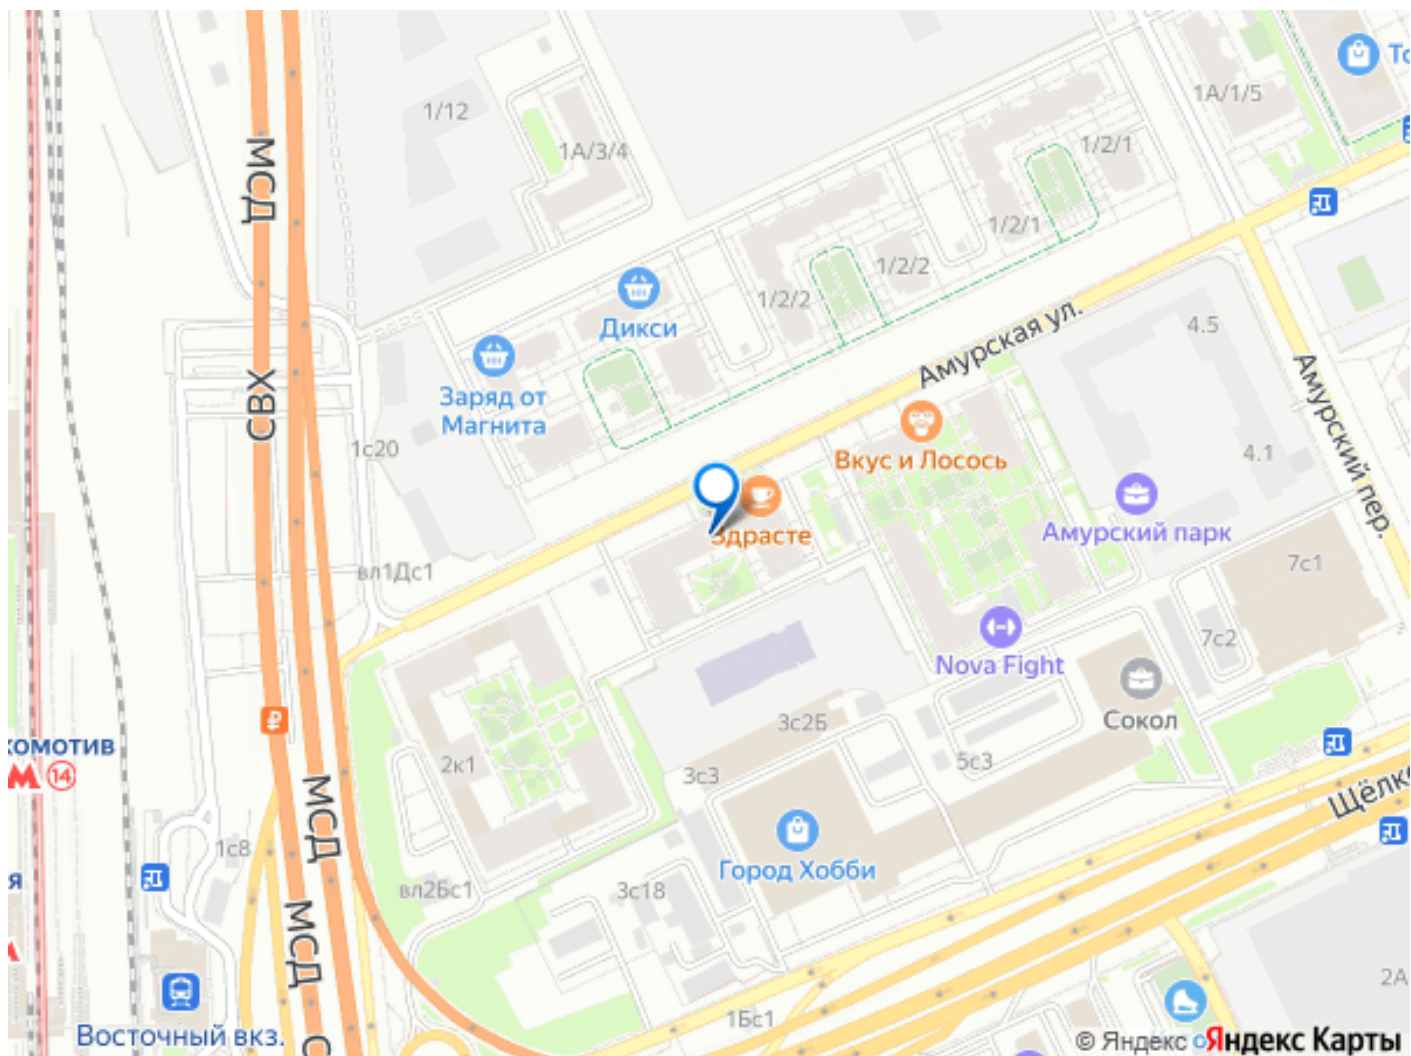 1/12
МСД
1А/3/4
1А/1/5
1/2/1
1/2/1
1/2/2
1/2/2
Дикси
Заряд от
Магнита
СВХ
1с20
Амурская ул.
4.5
Амурский пер.
4.1
Вкус и Лосось
Амурский парк
Здрасте
вл1Дс1
7с1
7с2
Nova Fight
Сокол
3с2Б
5с3
3с3
2к1
комотив
14
МСД
Щёлк
Город Хобби
1с8
вл2Бс1
3с18
МСД
Восточный вкз.
1Бс1
2А
© Яндекс
Яндекс Карты